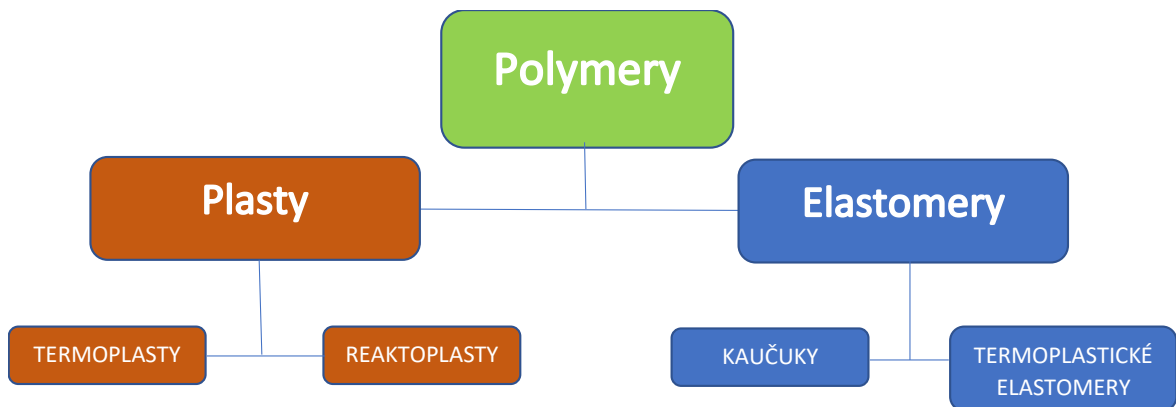 Polymery
Plasty
Elastomery
TERMOPLASTY
REAKTOPLASTY
KAUČUKY
TERMOPLASTICKÉ
ELASTOMERY